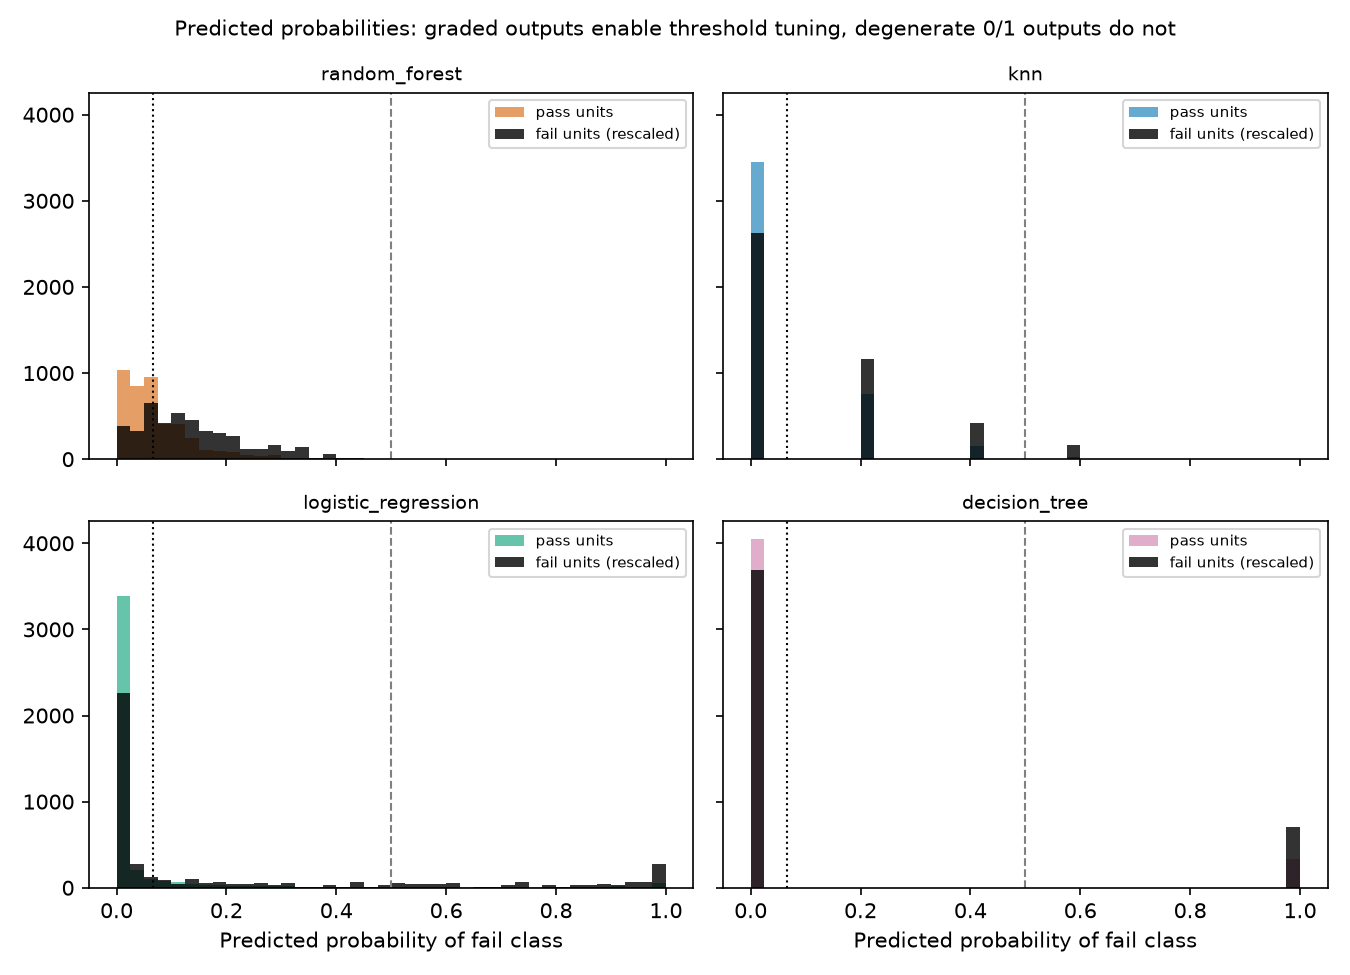 Predicted probabilities: graded outputs enable threshold tuning, degenerate 0/1 outputs do not
random_forest
pass units
fail units (rescaled)
4000
3000
2000
1000
0
knn
pass units
fail units (rescaled)
logistic_regression
pass units
fail units (rescaled)
4000
3000
2000
1000
0
0.0 0.2 0.4 0.6 0.8 1.0
Predicted probability of fail class
decision_tree
pass units
fail units (rescaled)
0.0 0.2 0.4 0.6 0.8 1.0
Predicted probability of fail class